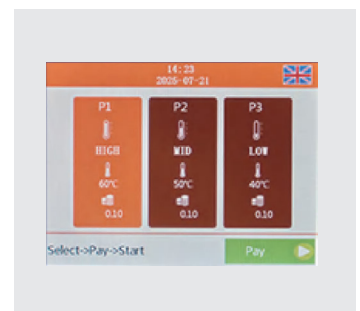 14:23
2025-07-21
P1 P2 P3
HIGH MID LOW
60℃ 50℃ 40℃
0.10 0.10 0.10
Select->Pay->Start Pay